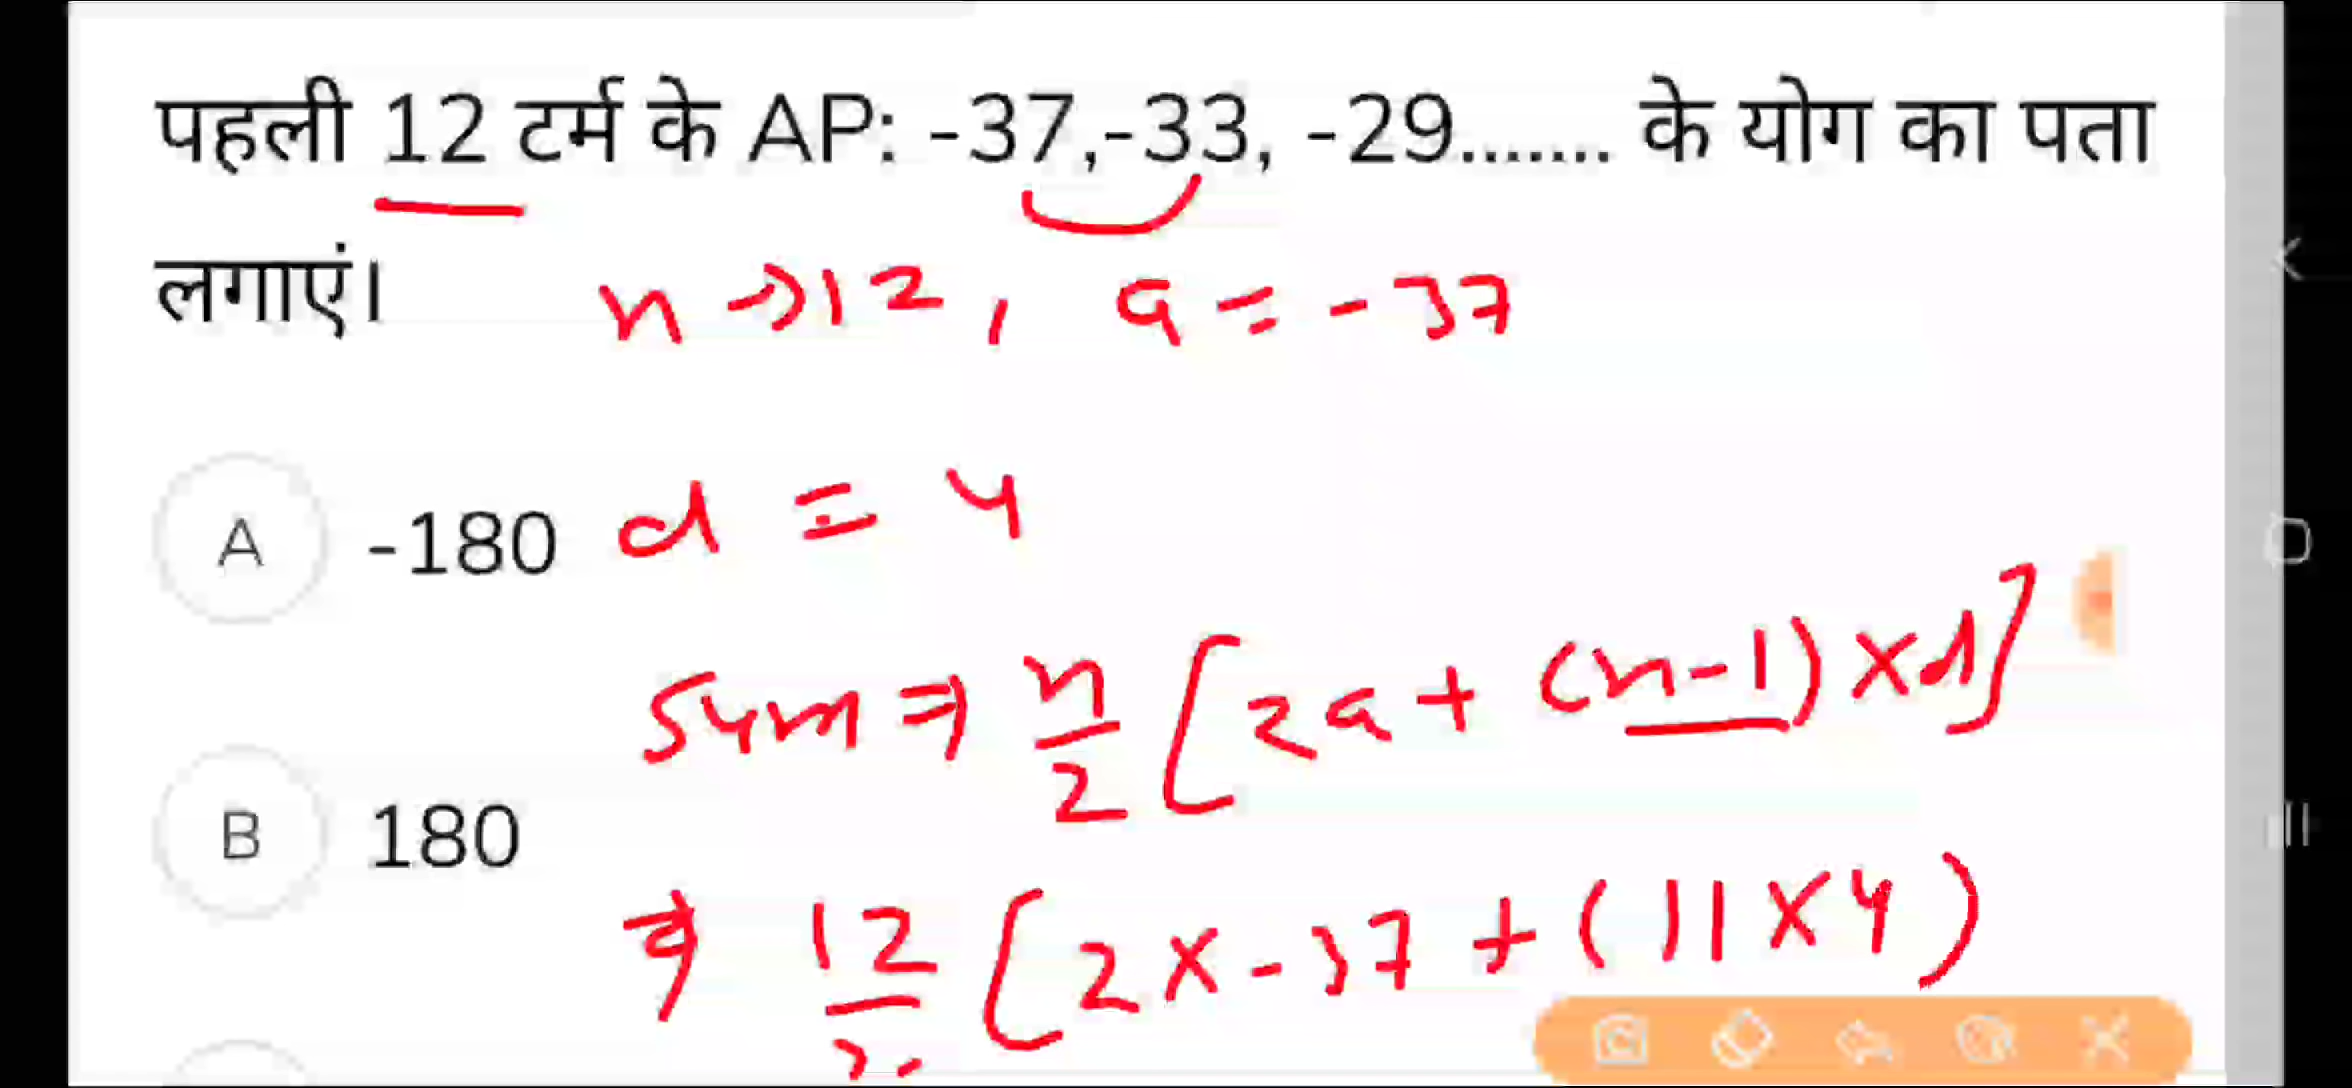 पहली 12 टर्म के AP: -37,-33, -29....... के योग का पता
लगाएं।
n → 12, a = -37
A -180
d = 4
Sum ⇒ n/2 [2a + (n-1) × d]
B 180
⇒ 12/2 [2 × -37 + (11 × 4)